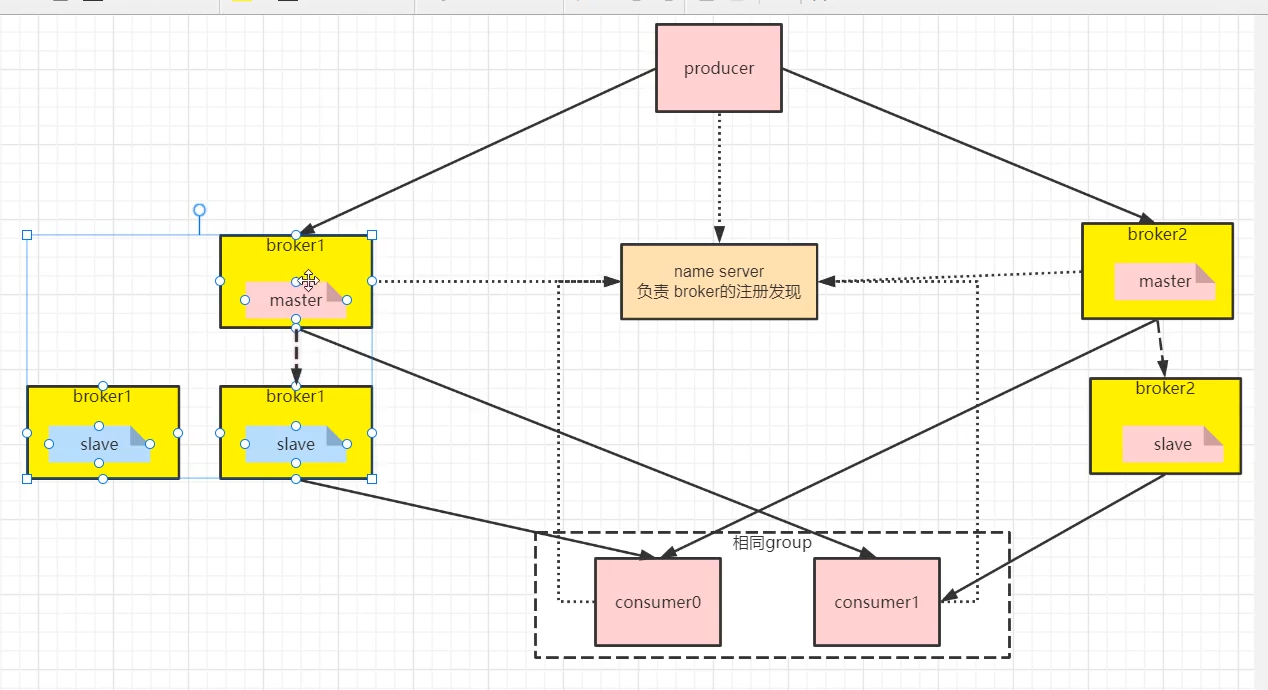 producer
broker1
master
name server
负责 broker的注册发现
broker2
master
broker1
slave
broker1
slave
broker2
slave
相同group
consumer0
consumer1